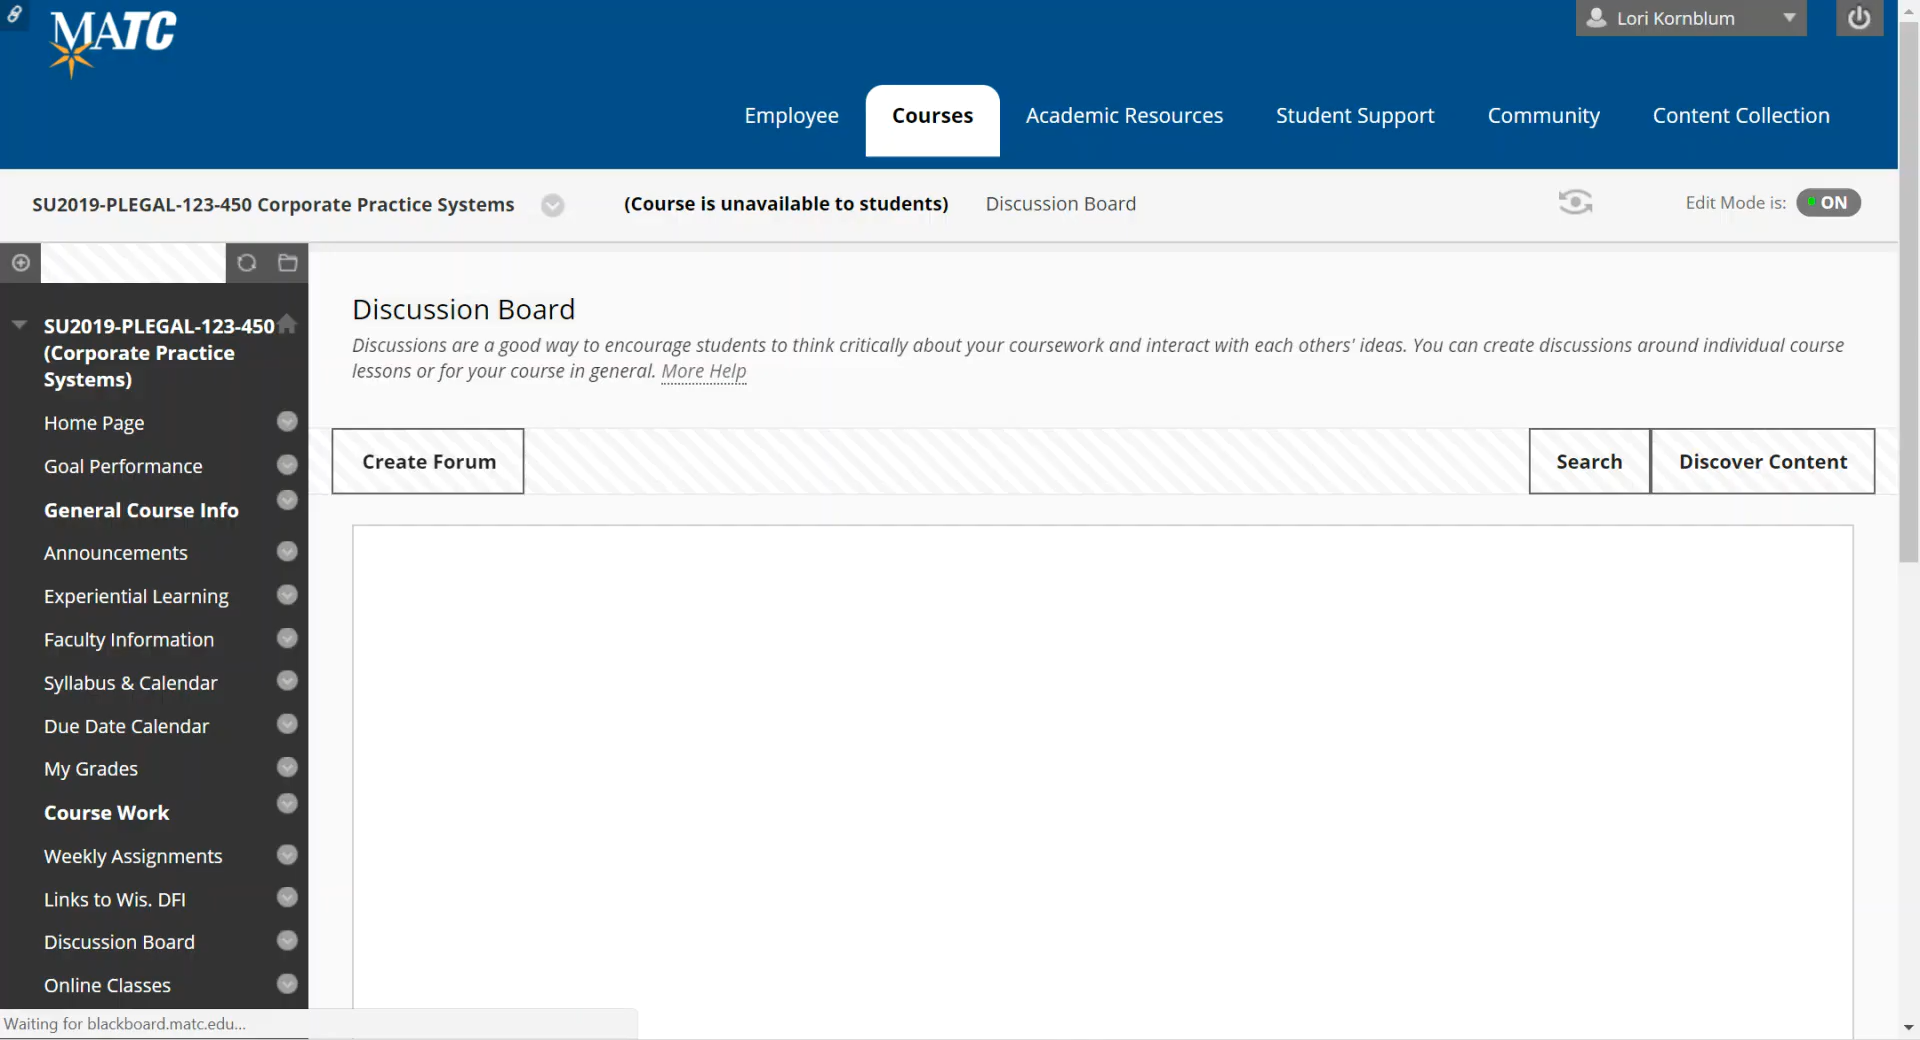 MATC
Lori Kornblum
Employee
Courses
Academic Resources
Student Support
Community
Content Collection
SU2019-PLEGAL-123-450 Corporate Practice Systems
(Course is unavailable to students)
Discussion Board
Edit Mode is:
ON
SU2019-PLEGAL-123-450
(Corporate Practice
Systems)
Home Page
Goal Performance
General Course Info
Announcements
Experiential Learning
Faculty Information
Syllabus & Calendar
Due Date Calendar
My Grades
Course Work
Weekly Assignments
Links to Wis. DFI
Discussion Board
Online Classes
Waiting for blackboard.matc.edu...
Discussion Board
Discussions are a good way to encourage students to think critically about your coursework and interact with each others' ideas. You can create discussions around individual course
lessons or for your course in general. More Help
Create Forum
Search
Discover Content